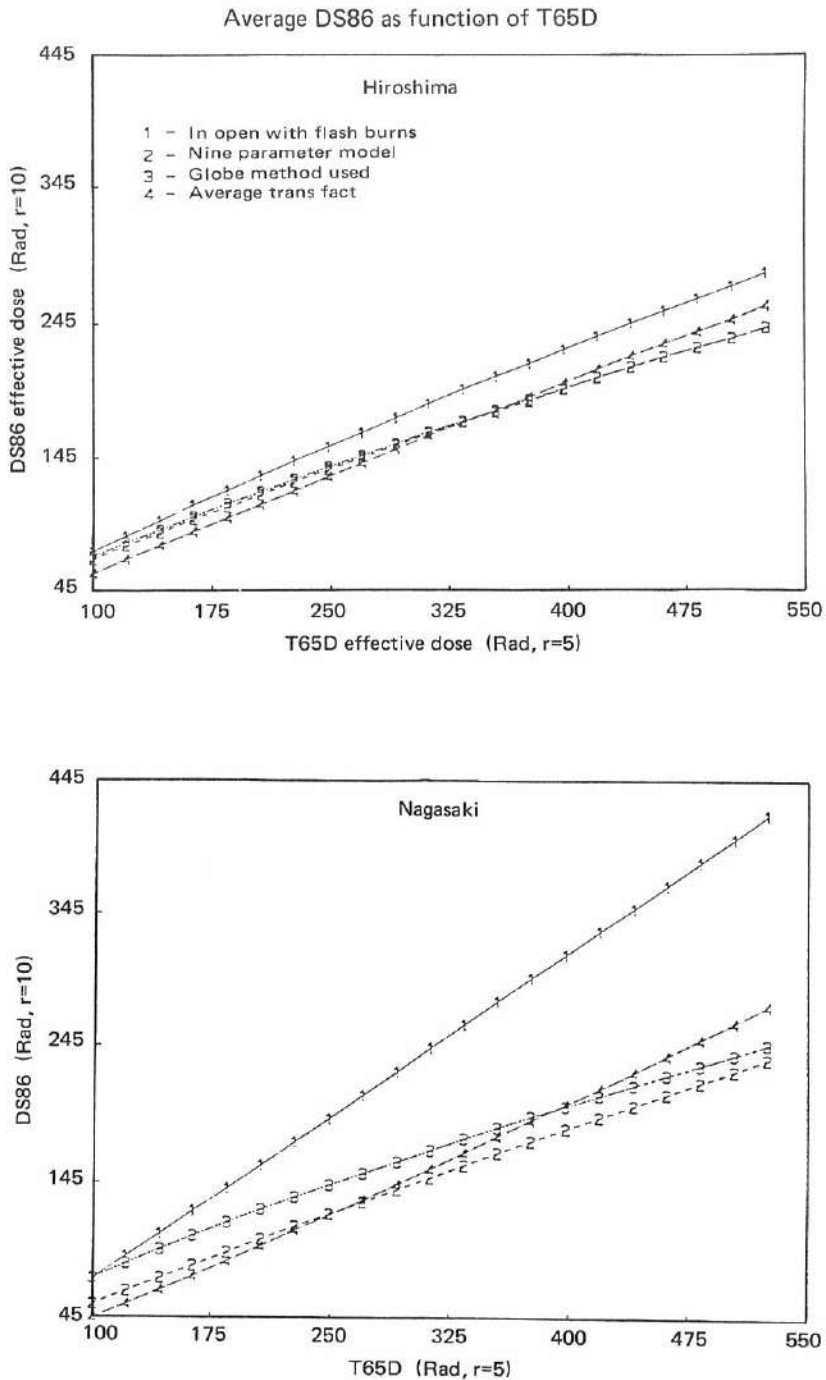 Average DS86 as function of T65D
445
Hiroshima
1 - In open with flash burns
2 - Nine parameter model
3 - Globe method used
4 - Average trans fact
345
245
145
45
DS86 effective dose (Rad, r=10)
100 175 250 325 400 475 550
T65D effective dose (Rad, r=5)
445
Nagasaki
345
245
145
45
DS86 (Rad, r=10)
100 175 250 325 400 475 550
T65D (Rad, r=5)